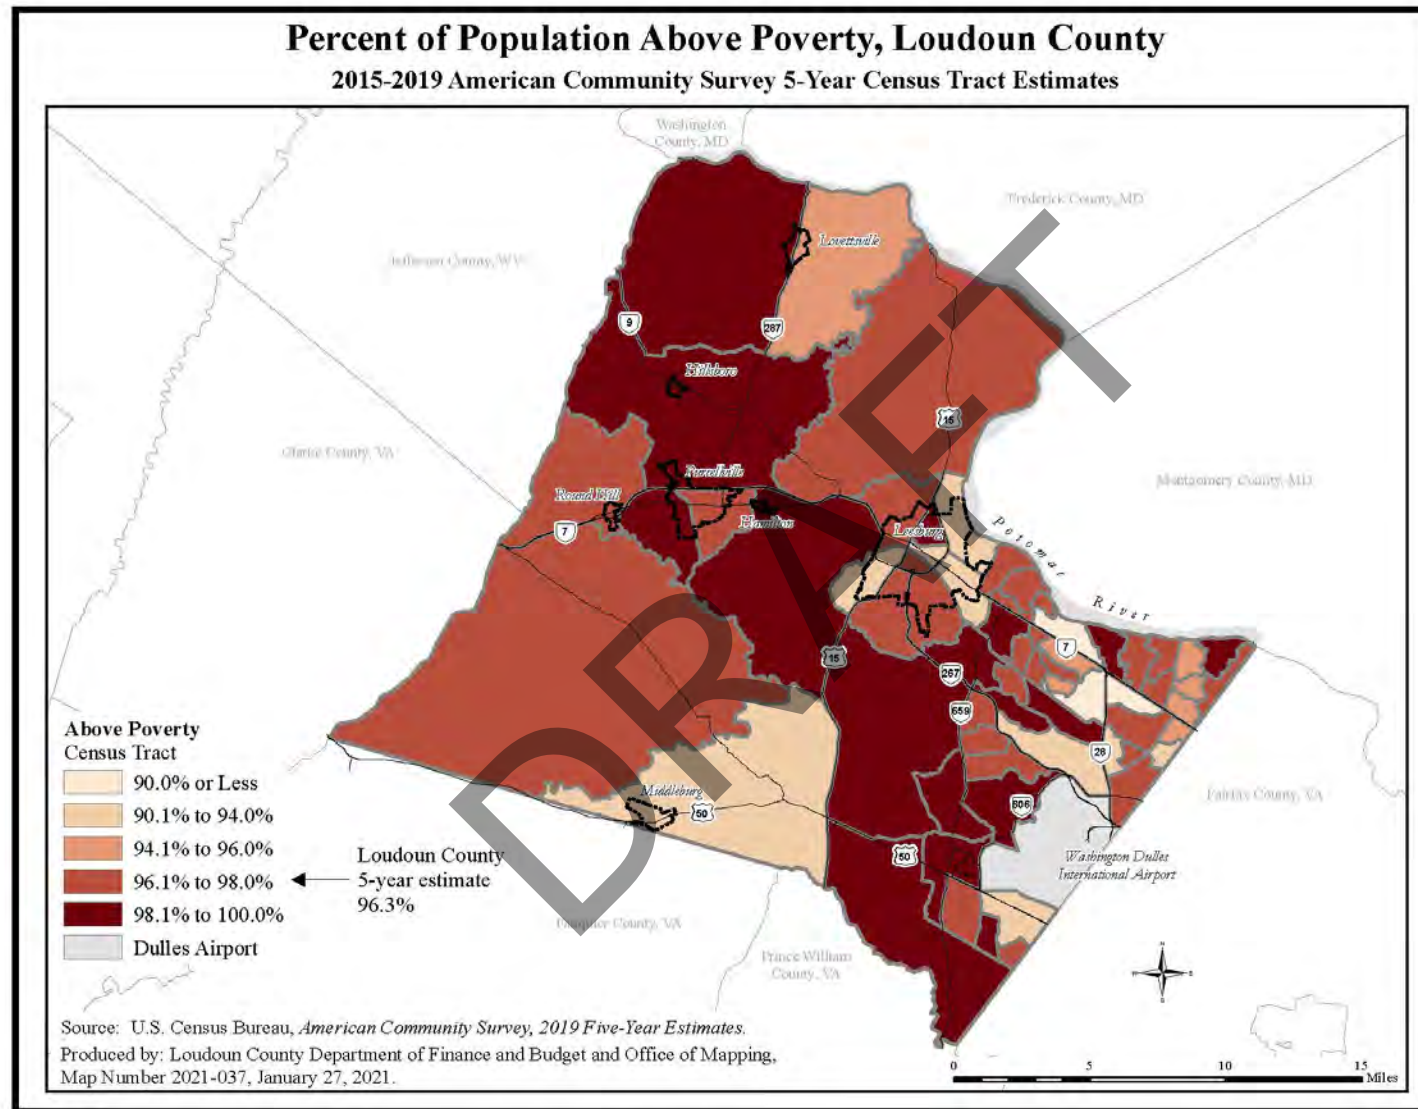 Percent of Population Above Poverty, Loudoun County
2015-2019 American Community Survey 5-Year Census Tract Estimates
Washington
County, MD
Frederick County, MD
Jefferson County, WV
Lovettsville
9
287
Hillsboro
15
Clarke County, VA
Montgomery County, MD
Purcellville
Round Hill
Hamilton
Leesburg
7
Potomac River
7
15
267
659
28
Above Poverty
Census Tract
90.0% or Less
90.1% to 94.0%
94.1% to 96.0%
96.1% to 98.0%
98.1% to 100.0%
Dulles Airport
Loudoun County
5-year estimate
96.3%
Middleburg
50
606
Fairfax County, VA
50
Washington Dulles
International Airport
Fauquier County, VA
Prince William
County, VA
DRAFT
N
W
E
S
Source: U.S. Census Bureau, American Community Survey, 2019 Five-Year Estimates.
Produced by: Loudoun County Department of Finance and Budget and Office of Mapping,
Map Number 2021-037, January 27, 2021.
0 5 10 15
Miles